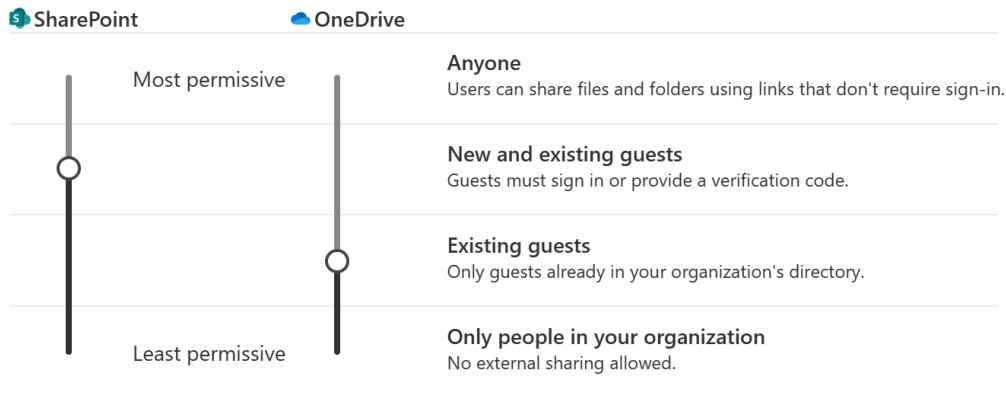 SharePoint
OneDrive
Most permissive
Anyone
Users can share files and folders using links that don't require sign-in.
New and existing guests
Guests must sign in or provide a verification code.
Existing guests
Only guests already in your organization's directory.
Least permissive
Only people in your organization
No external sharing allowed.